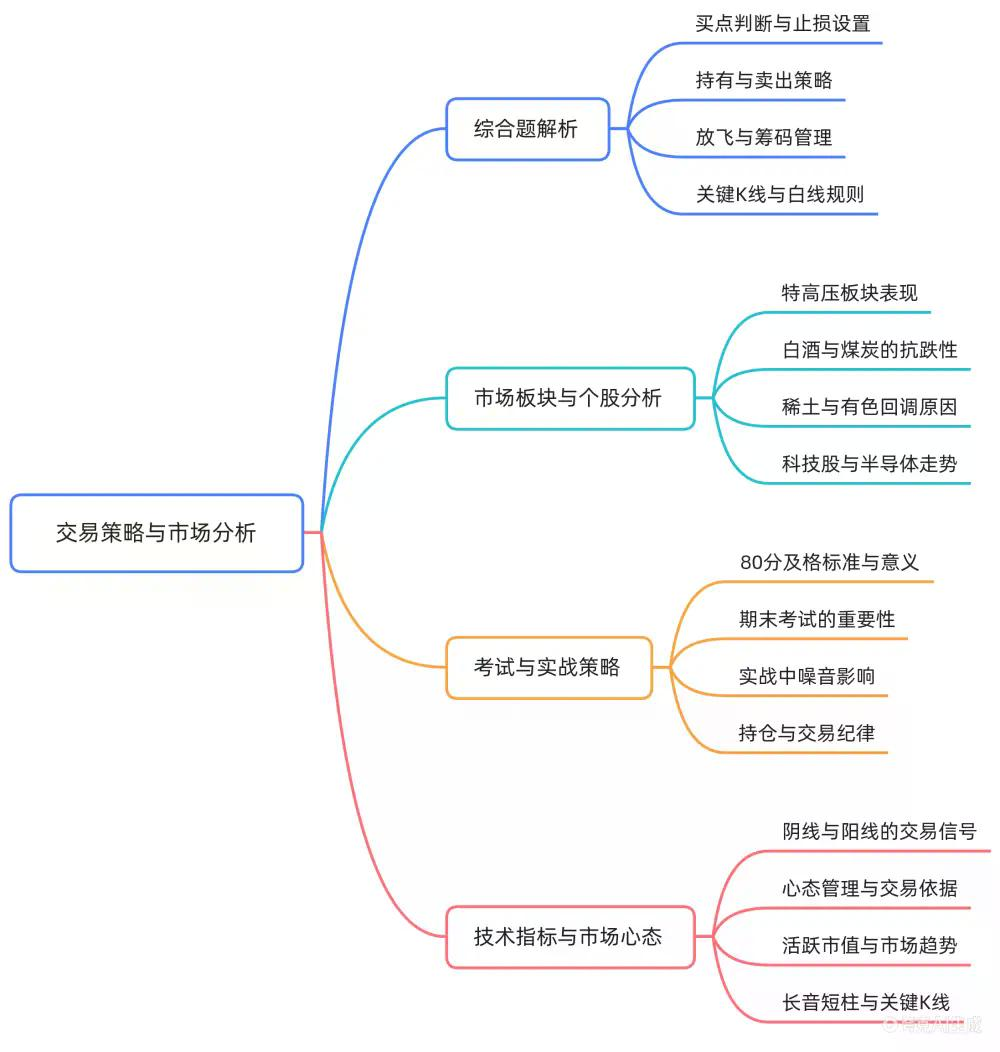 交易策略与市场分析
综合题解析
买点判断与止损设置
持有与卖出策略
放飞与筹码管理
关键K线与白线规则
市场板块与个股分析
特高压板块表现
白酒与煤炭的抗跌性
稀土与有色回调原因
科技股与半导体走势
考试与实战策略
80分及格标准与意义
期末考试的重要性
实战中噪音影响
持仓与交易纪律
技术指标与市场心态
阴线与阳线的交易信号
心态管理与交易依据
活跃市值与市场趋势
长音短柱与关键K线